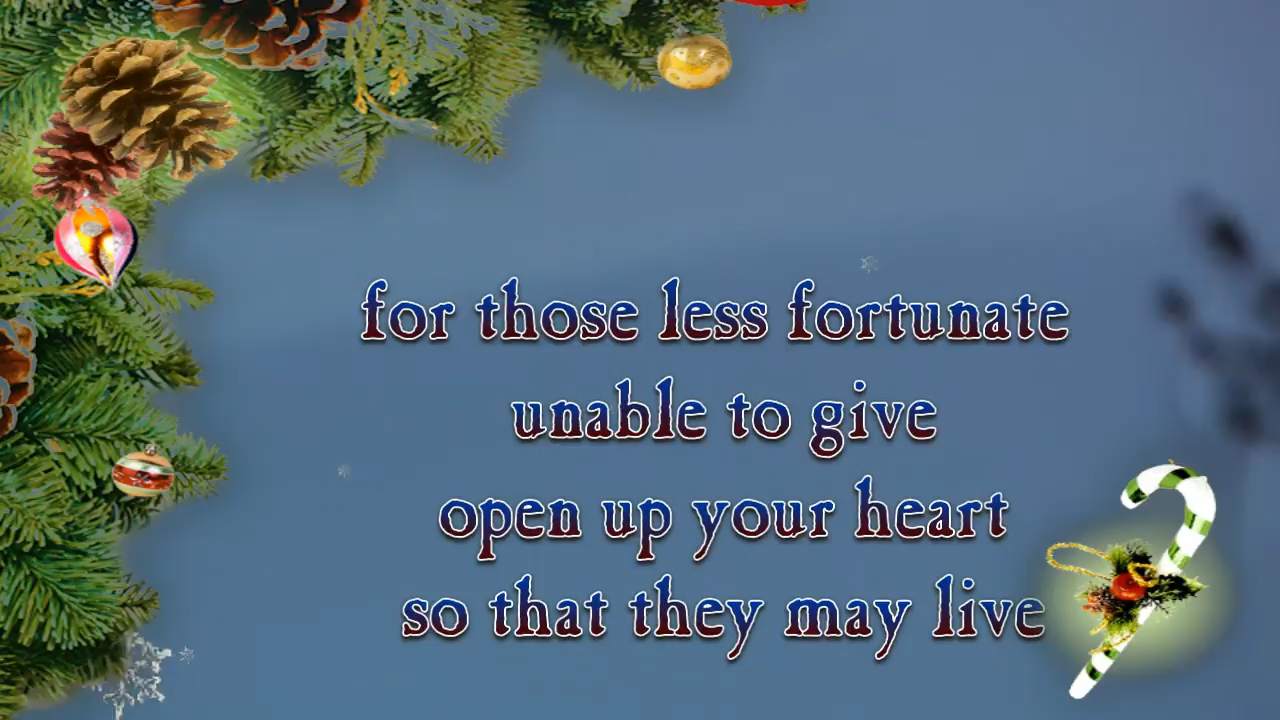 for those less fortunate
unable to give
open up your heart
so that they may live